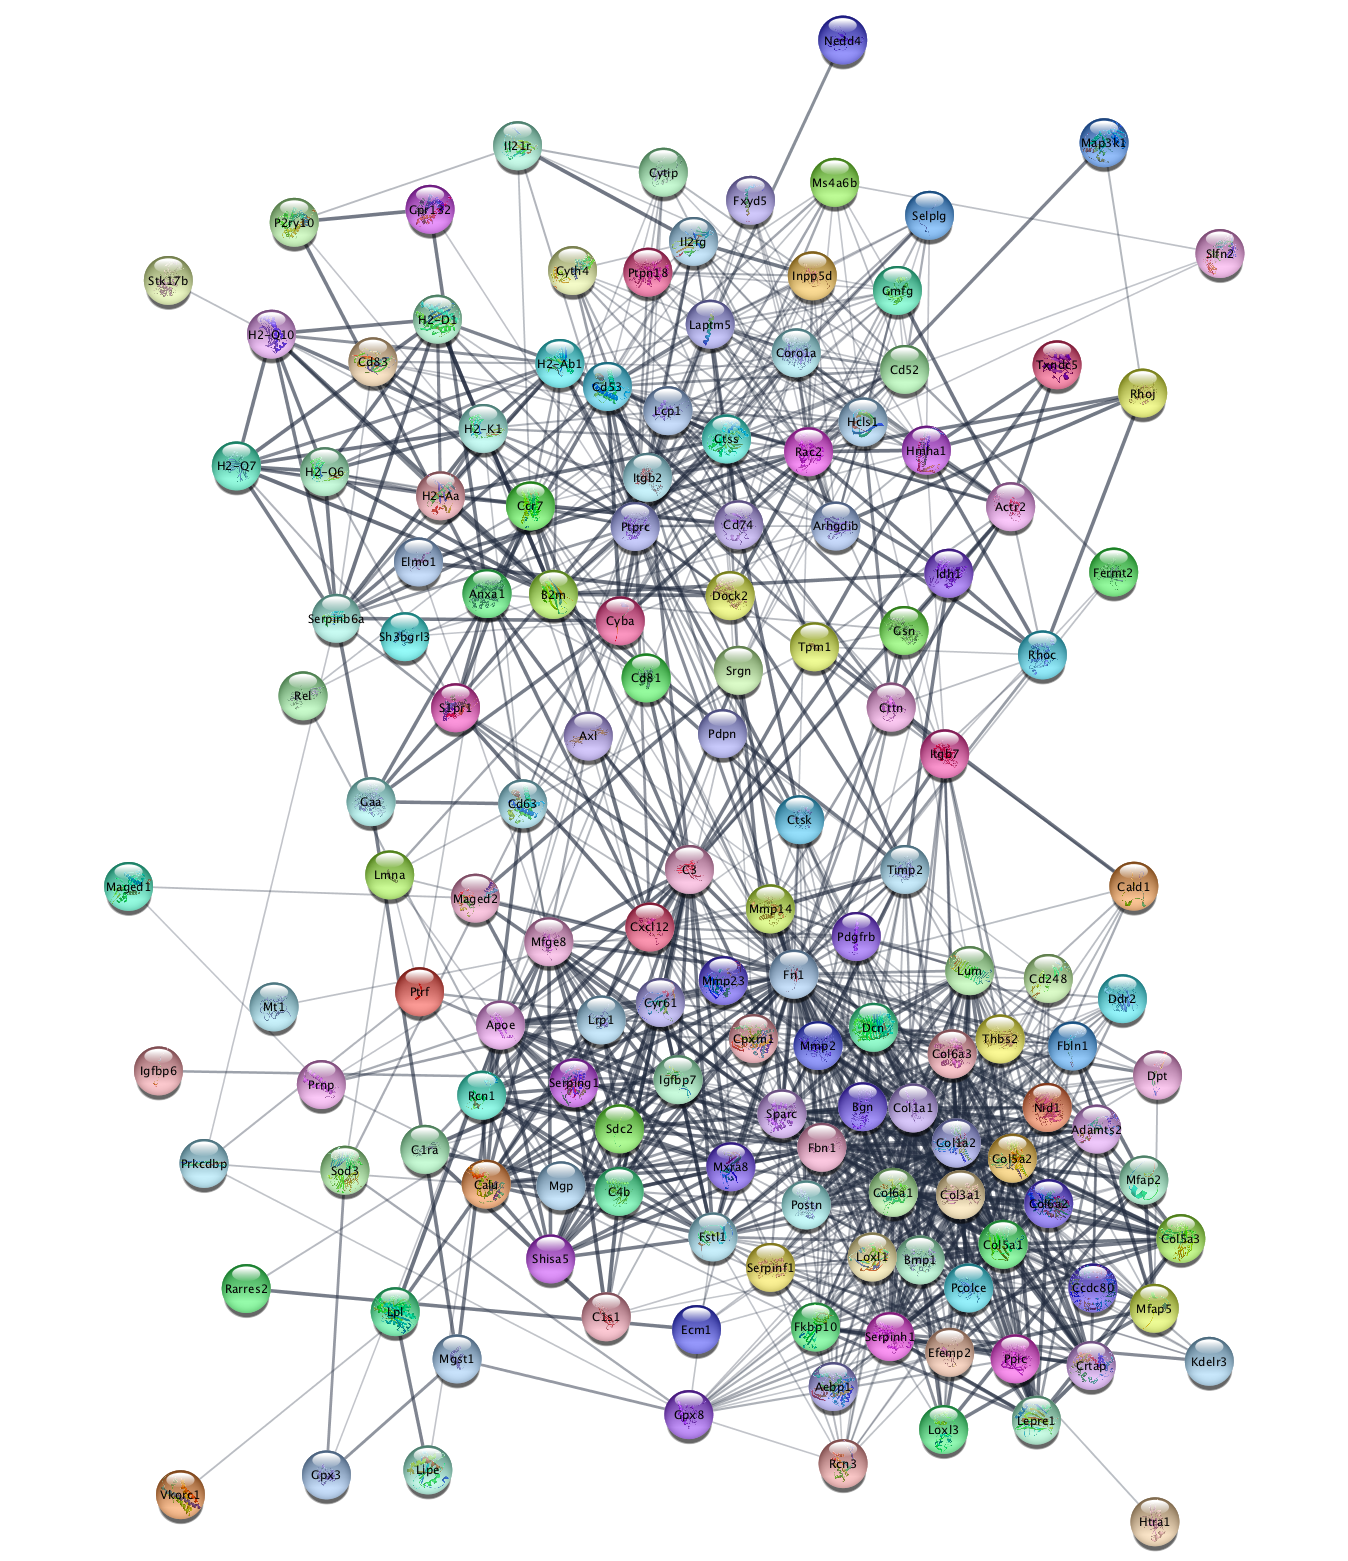 Nedd4
Map3k1
Il21r
Cytip
Ms4a6b
Fxyd5
Gpr132
Selplg
P2ry10
Il2rg
Slfn2
Cyth4
Ptpn18
Inpp5d
Stk17b
Gmfg
H2-D1
Laptm5
H2-Q10
Coro1a
Cd83
H2-Ab1
Cd52
Txndc5
Cd53
Rhoj
Lcp1
Hcls1
H2-K1
Ctss
Rac2
Hmha1
H2-Q7
H2-Q6
Itgb2
H2-Aa
Ccr7
Actr2
Ptprc
Cd74
Arhgdib
Elmo1
Idh1
Fermt2
Anxa1
B2m
Dock2
Serpinb6a
Cyba
Gsn
Sh3bgrl3
Tpm1
Rhoc
Cd81
Srgn
Rel
S1pr1
Cttn
Axl
Pdpn
Itgb7
Gaa
Cd63
Ctsk
C3
Timp2
Lmna
Maged1
Cald1
Maged2
Mmp14
Cxcl12
Pdgfrb
Mfge8
Fn1
Lum
Cd248
Mmp23
Ptrf
Ddr2
Cyr61
Mt1
Lrp1
Apoe
Dcn
Cpxm1
Thbs2
Mmp2
Fbln1
Col6a3
Igfbp6
Dpt
Igfbp7
Prnp
Serping1
Rcn1
Bgn
Col1a1
Nid1
Sparc
Sdc2
Adamts2
Col1a2
Fbn1
C1ra
Col5a2
Prkcdbp
Mxra8
Sod3
Mfap2
Calu
Mgp
C4b
Col6a1
Col3a1
Col6a2
Postn
Fstl1
Col5a3
Col5a1
Shisa5
Loxl1
Bmp1
Serpinf1
Rarres2
Pcolce
Ccdc80
Lpl
Mfap5
C1s1
Ecm1
Fkbp10
Serpinh1
Efemp2
Mgst1
Ppic
Kdelr3
Crtap
Aebp1
Gpx8
Lepre1
Loxl3
Rcn3
Lipe
Gpx3
Vkorc1
Htra1